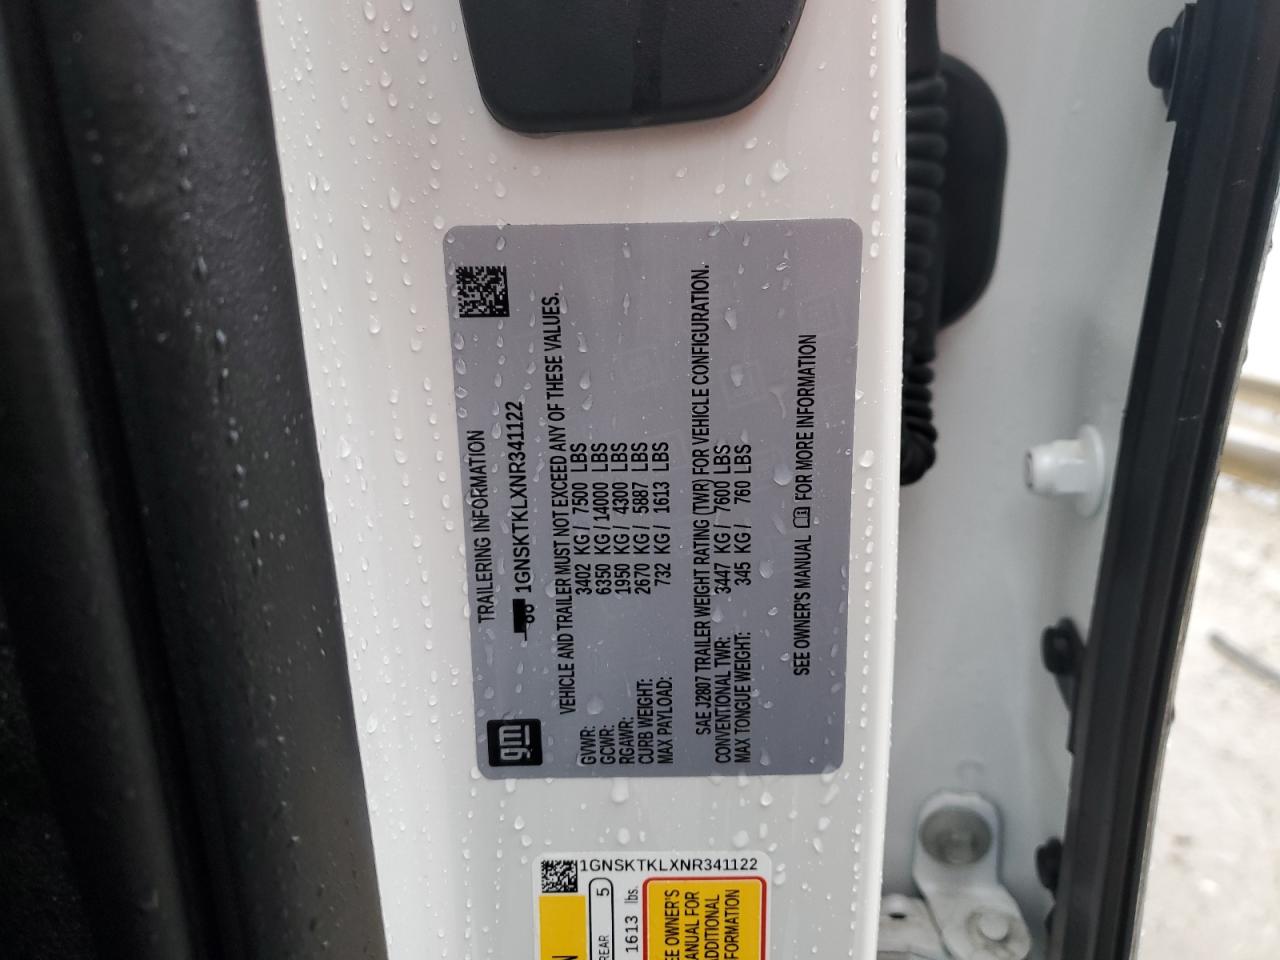 TRAILERING INFORMATION
1GNSKTKLXNR341122
gm
VEHICLE AND TRAILER MUST NOT EXCEED ANY OF THESE VALUES.
GVWR: 3402 KG / 7500 LBS
GCWR: 6350 KG / 14000 LBS
RGAWR: 1950 KG / 4300 LBS
CURB WEIGHT: 2670 KG / 5887 LBS
MAX PAYLOAD: 732 KG / 1613 LBS
SAE J2807 TRAILER WEIGHT RATING (TWR) FOR VEHICLE CONFIGURATION.
CONVENTIONAL TWR: 3447 KG / 7600 LBS
MAX TONGUE WEIGHT: 345 KG / 760 LBS
SEE OWNER'S MANUAL FOR MORE INFORMATION
1GNSKTKLXNR341122
REAR 5
1613 lbs.
EE OWNER'S
ANUAL FOR
ADDITIONAL
FORMATION